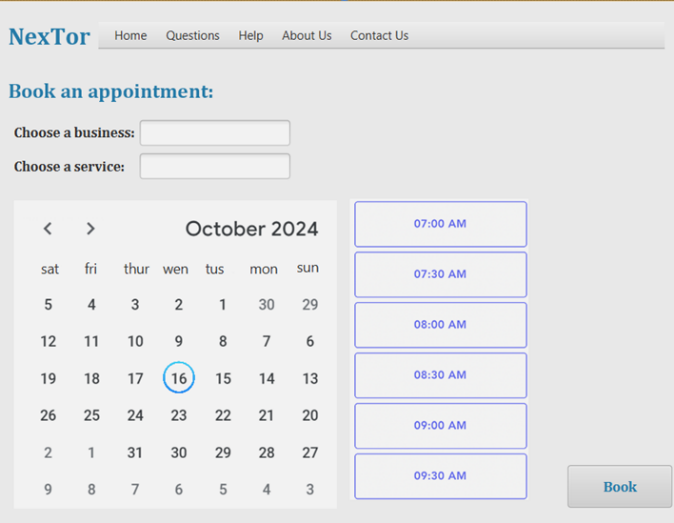 NexTor Home Questions Help About Us Contact Us
Book an appointment:
Choose a business:
Choose a service:
October 2024
sat fri thur wen tus mon sun
5 4 3 2 1 30 29
12 11 10 9 8 7 6
19 18 17 16 15 14 13
26 25 24 23 22 21 20
2 1 31 30 29 28 27
9 8 7 6 5 4 3
07:00 AM
07:30 AM
08:00 AM
08:30 AM
09:00 AM
09:30 AM
Book